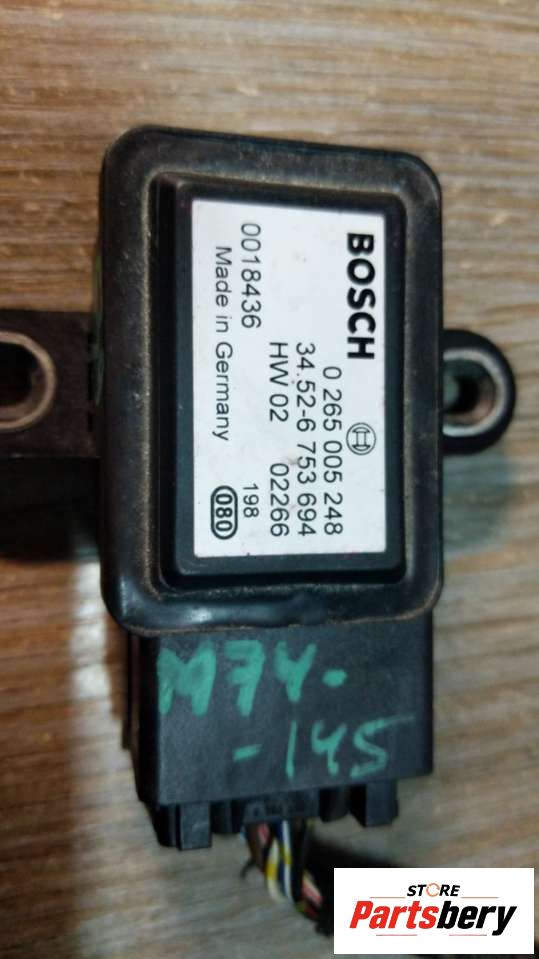 BOSCH
0 265 005 248
34.52-6 753 694
HW 02 02266
198
080
0018436
Made in Germany
M74-
-145
STORE
Partsbery